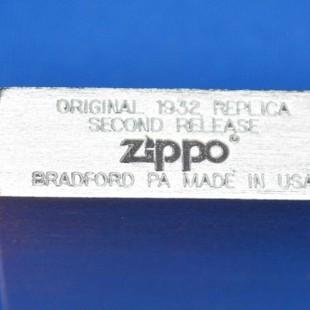 ORIGINAL 1932 REPLICA
SECOND RELEASE
zippo®
BRADFORD PA MADE IN USA